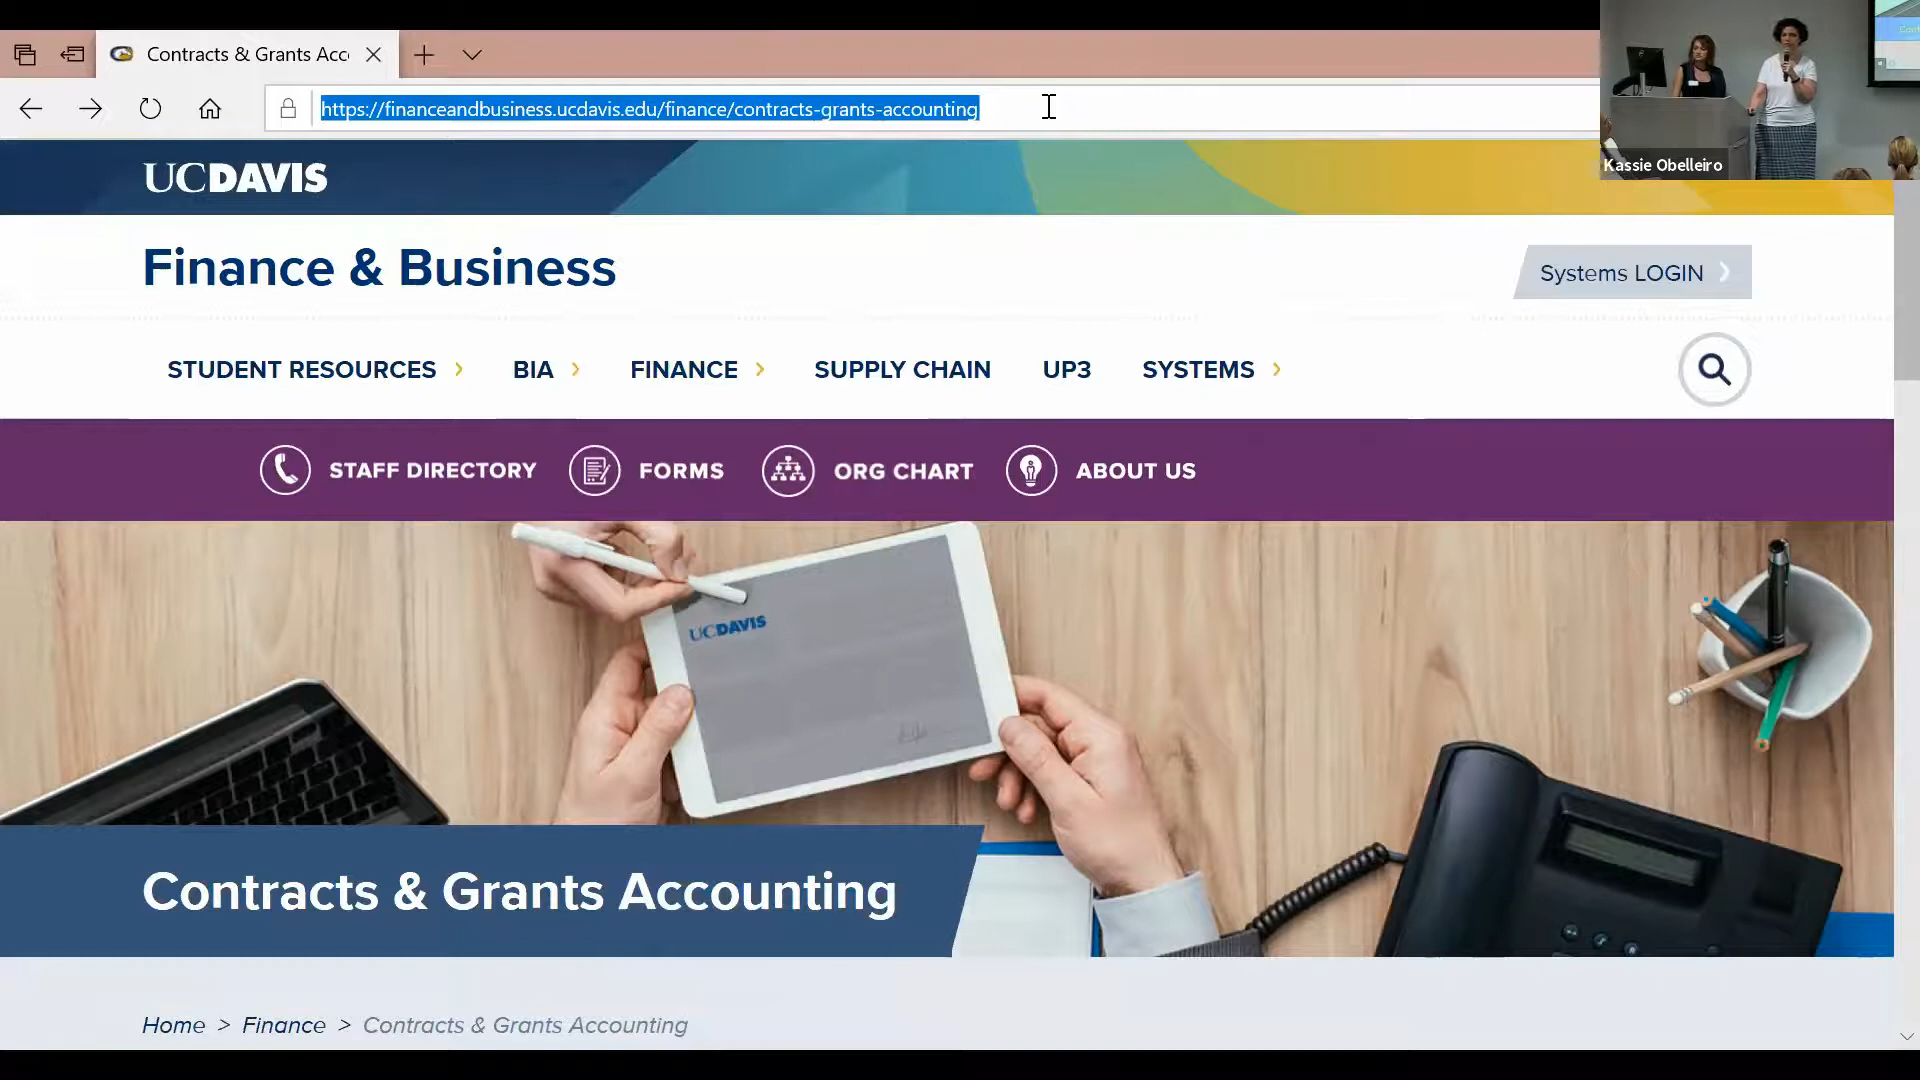 Contracts & Grants Acc
https://financeandbusiness.ucdavis.edu/finance/contracts-grants-accounting
Kassie Obelleiro
UCDAVIS
Finance & Business
Systems LOGIN
STUDENT RESOURCES BIA FINANCE SUPPLY CHAIN UP3 SYSTEMS
STAFF DIRECTORY FORMS ORG CHART ABOUT US
UCDAVIS
Contracts & Grants Accounting
Home > Finance > Contracts & Grants Accounting